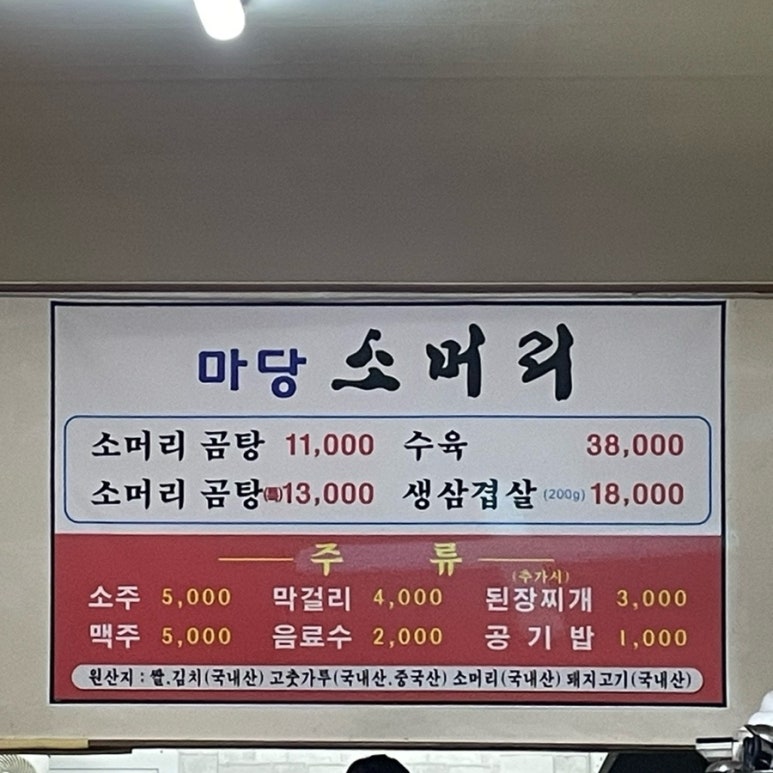 마당 소머리
소머리 곰탕 11,000 수육 38,000
소머리 곰탕(특)13,000 생삼겹살 (200g) 18,000
주 류
(추가시)
소주 5,000 막걸리 4,000 된장찌개 3,000
맥주 5,000 음료수 2,000 공 기 밥 1,000
원산지 : 쌀.김치(국내산) 고춧가루(국내산.중국산) 소머리(국내산) 돼지고기(국내산)